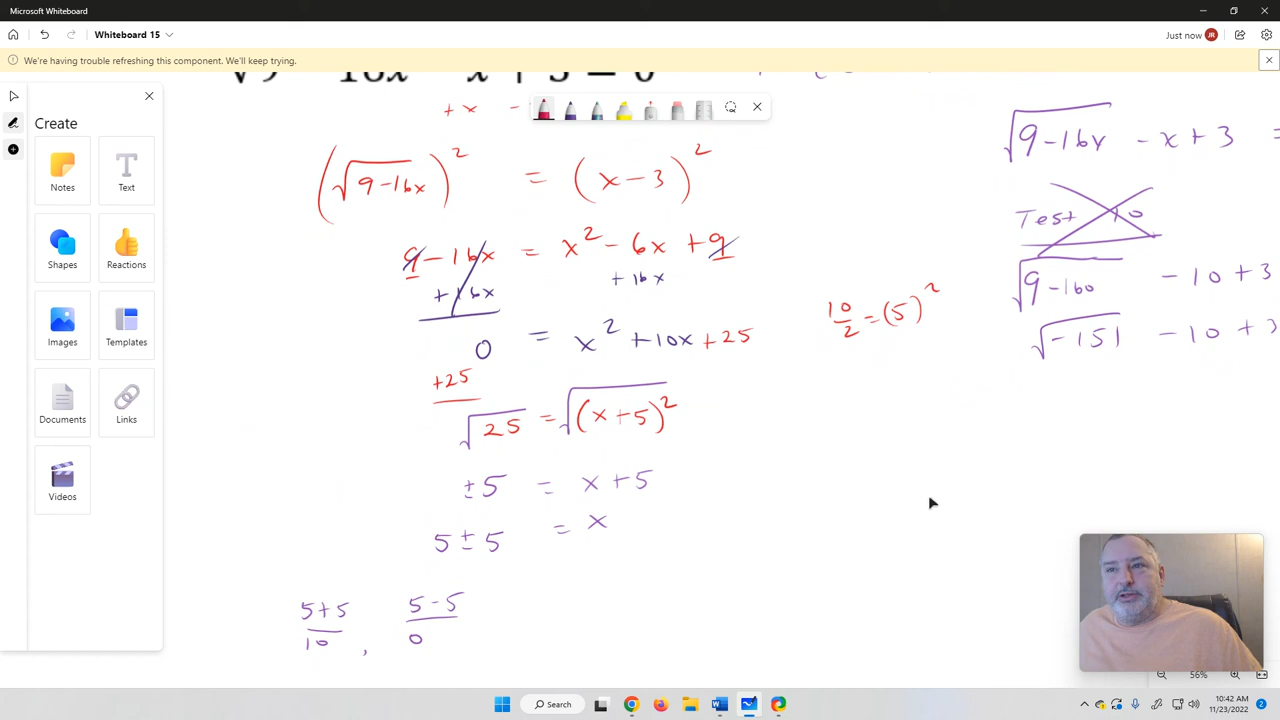 Microsoft Whiteboard
Whiteboard 15
Just now JR
We're having trouble refreshing this component. We'll keep trying.
Create
Notes
Text
Shapes
Reactions
Images
Templates
Documents
Links
Videos
+x -
(√9-16x)² = (x-3)²
9-16x = x² - 6x + 9
+16x +16x
0 = x² + 10x + 25
+25
√25 = √(x+5)²
±5 = x+5
5±5 = x
5+5 , 5-5
10 0
10/2 = (5)²
√9-16x - x + 3 =
Test 10
√9-160 - 10 + 3
√-151 - 10 +
56%
Search
10:42 AM
11/23/2022
2